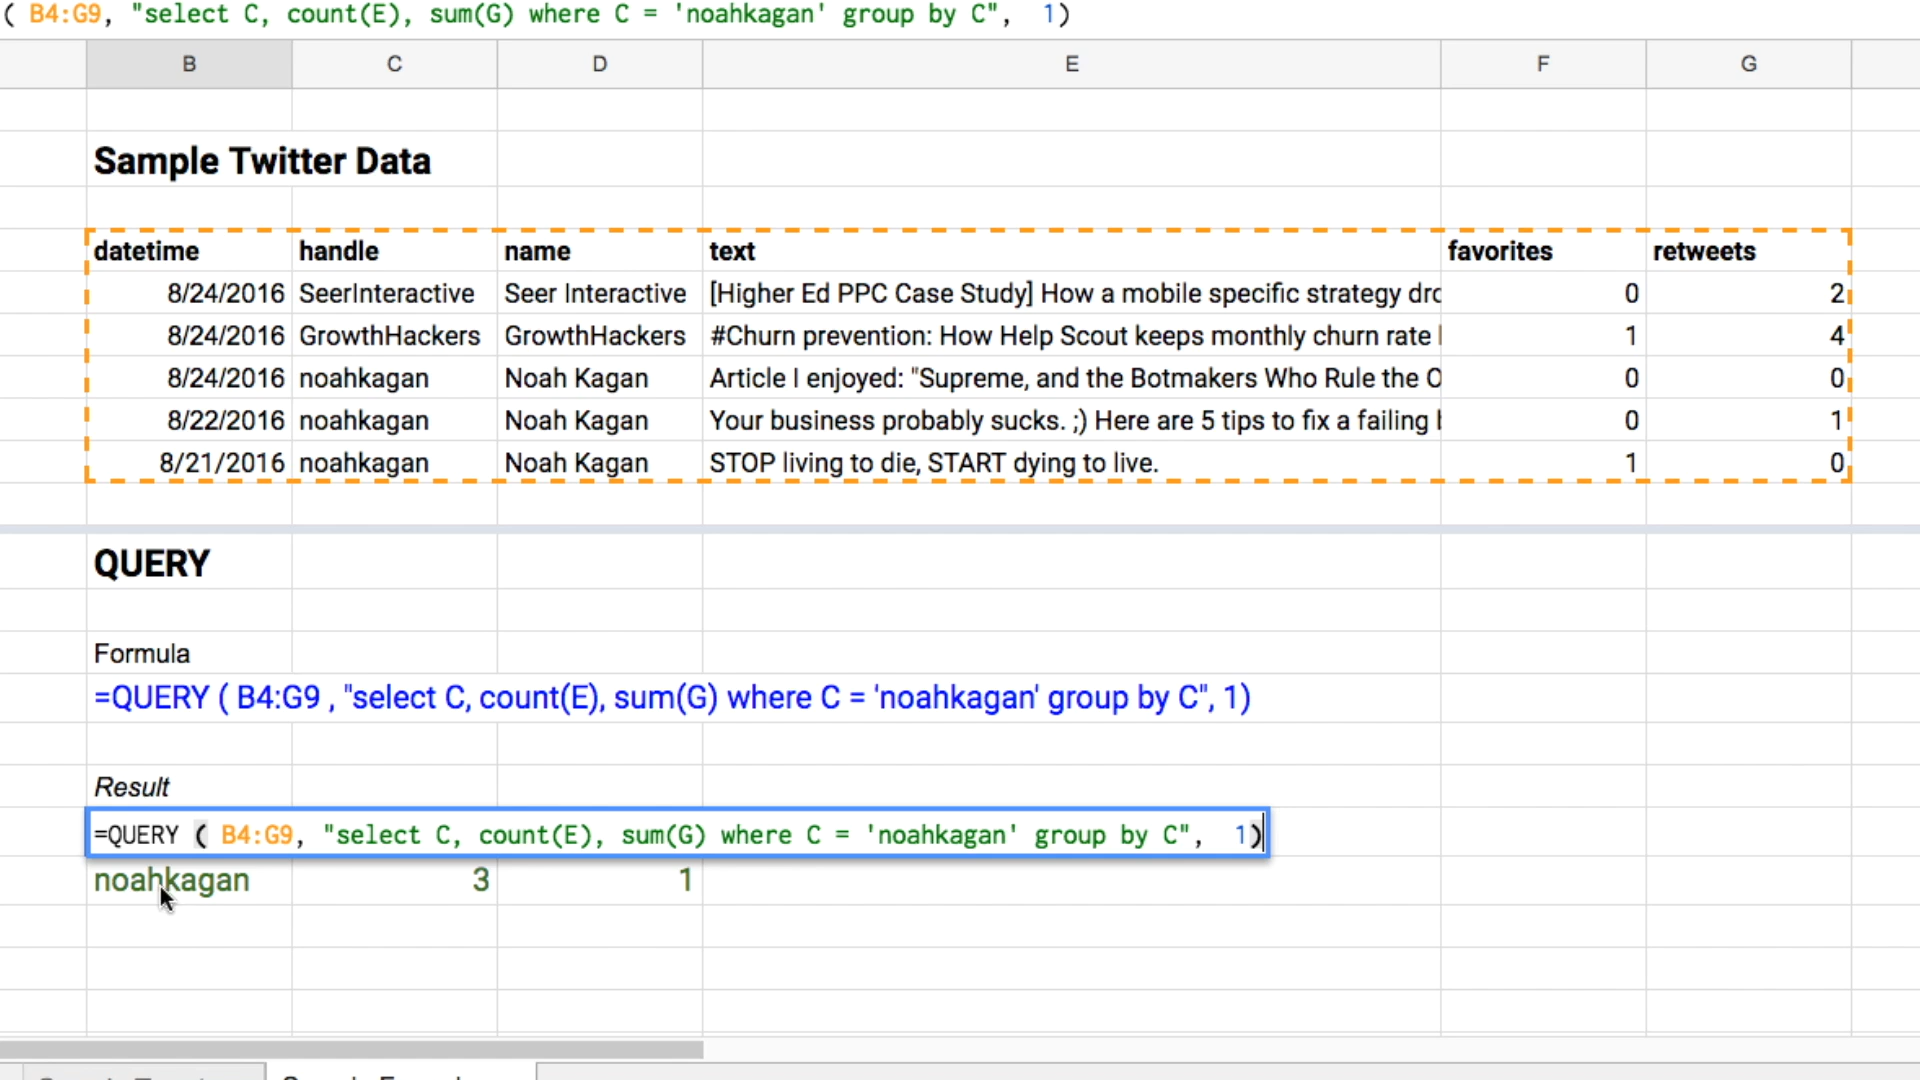 ( B4:G9, "select C, count(E), sum(G) where C = 'noahkagan' group by C",  1)
B C D E F G
Sample Twitter Data
datetime handle name text favorites retweets
8/24/2016 SeerInteractive Seer Interactive [Higher Ed PPC Case Study] How a mobile specific strategy 0 2
8/24/2016 GrowthHackers GrowthHackers #Churn prevention: How Help Scout keeps monthly churn rate 1 4
8/24/2016 noahkagan Noah Kagan Article I enjoyed: "Supreme, and the Botmakers Who Rule the 0 0
8/22/2016 noahkagan Noah Kagan Your business probably sucks. ;) Here are 5 tips to fix a failing 0 1
8/21/2016 noahkagan Noah Kagan STOP living to die, START dying to live. 1 0
QUERY
Formula
=QUERY ( B4:G9 , "select C, count(E), sum(G) where C = 'noahkagan' group by C", 1)
Result
=QUERY ( B4:G9, "select C, count(E), sum(G) where C = 'noahkagan' group by C",  1)
noahkagan 3 1